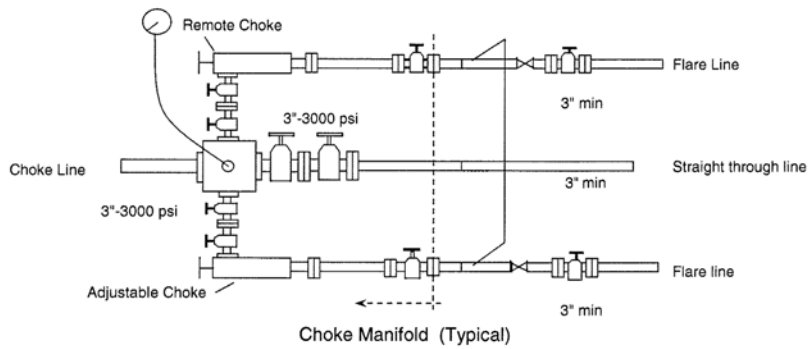 Remote Choke
Flare Line
3" min
3"-3000 psi
Choke Line
Straight through line
3" min
3"-3000 psi
Adjustable Choke
Flare line
3" min
Choke Manifold (Typical)